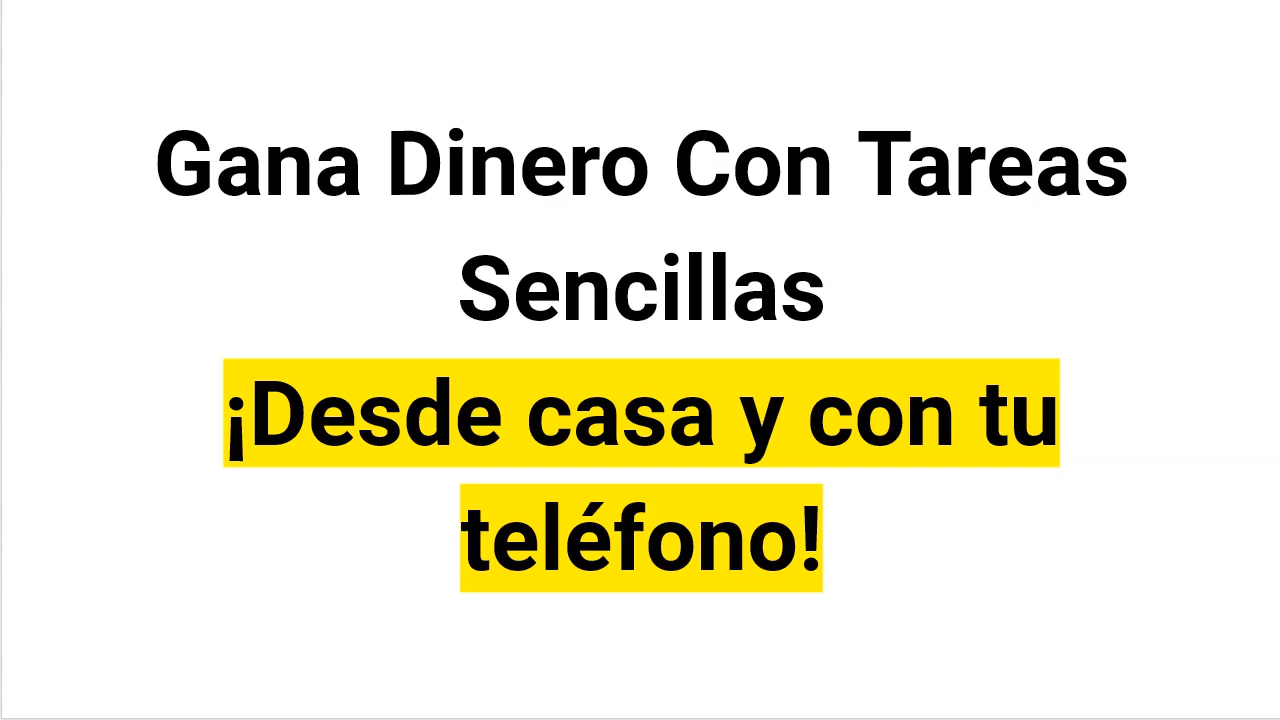 Gana Dinero Con Tareas
Sencillas
¡Desde casa y con tu
teléfono!